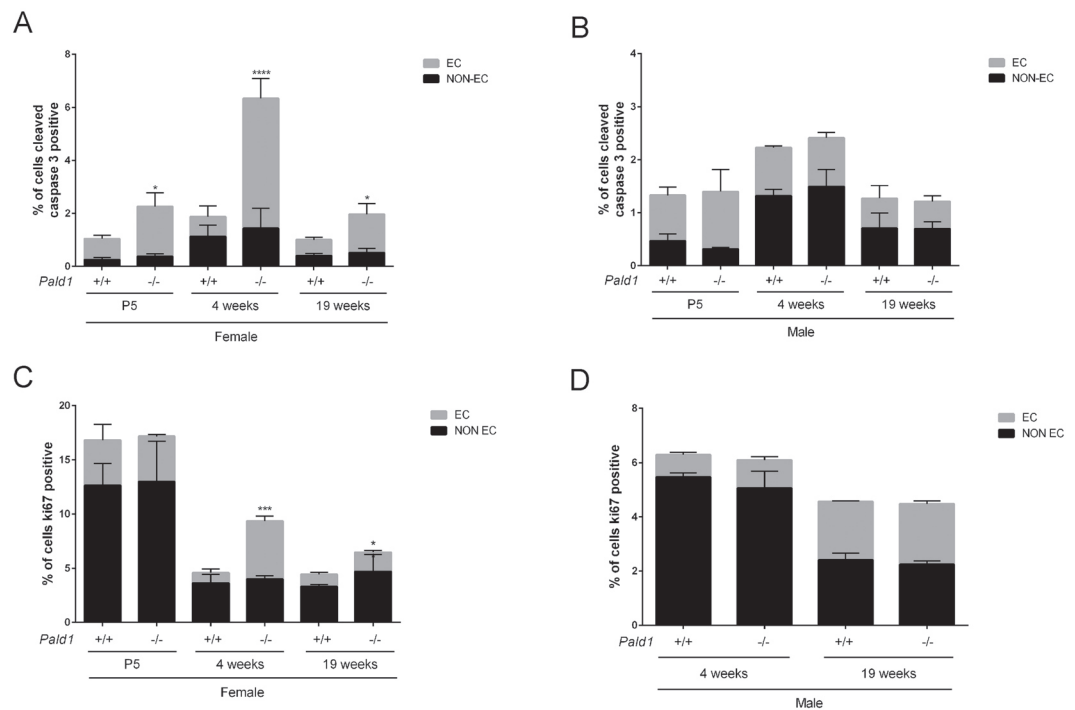 A
% of cells cleaved
caspase 3 positive
8
6
4
2
0
*
****
*
EC
NON-EC
Pald1 +/+ -/- +/+ -/- +/+ -/-
P5 4 weeks 19 weeks
Female
B
% of cells cleaved
caspase 3 positive
4
3
2
1
0
EC
NON-EC
Pald1 +/+ -/- +/+ -/- +/+ -/-
P5 4 weeks 19 weeks
Male
C
% of cells ki67 positive
20
15
10
5
0
***
*
EC
NON EC
Pald1 +/+ -/- +/+ -/- +/+ -/-
P5 4 weeks 19 weeks
Female
D
% of cells ki67 positive
8
6
4
2
0
EC
NON EC
Pald1 +/+ -/- +/+ -/-
4 weeks 19 weeks
Male